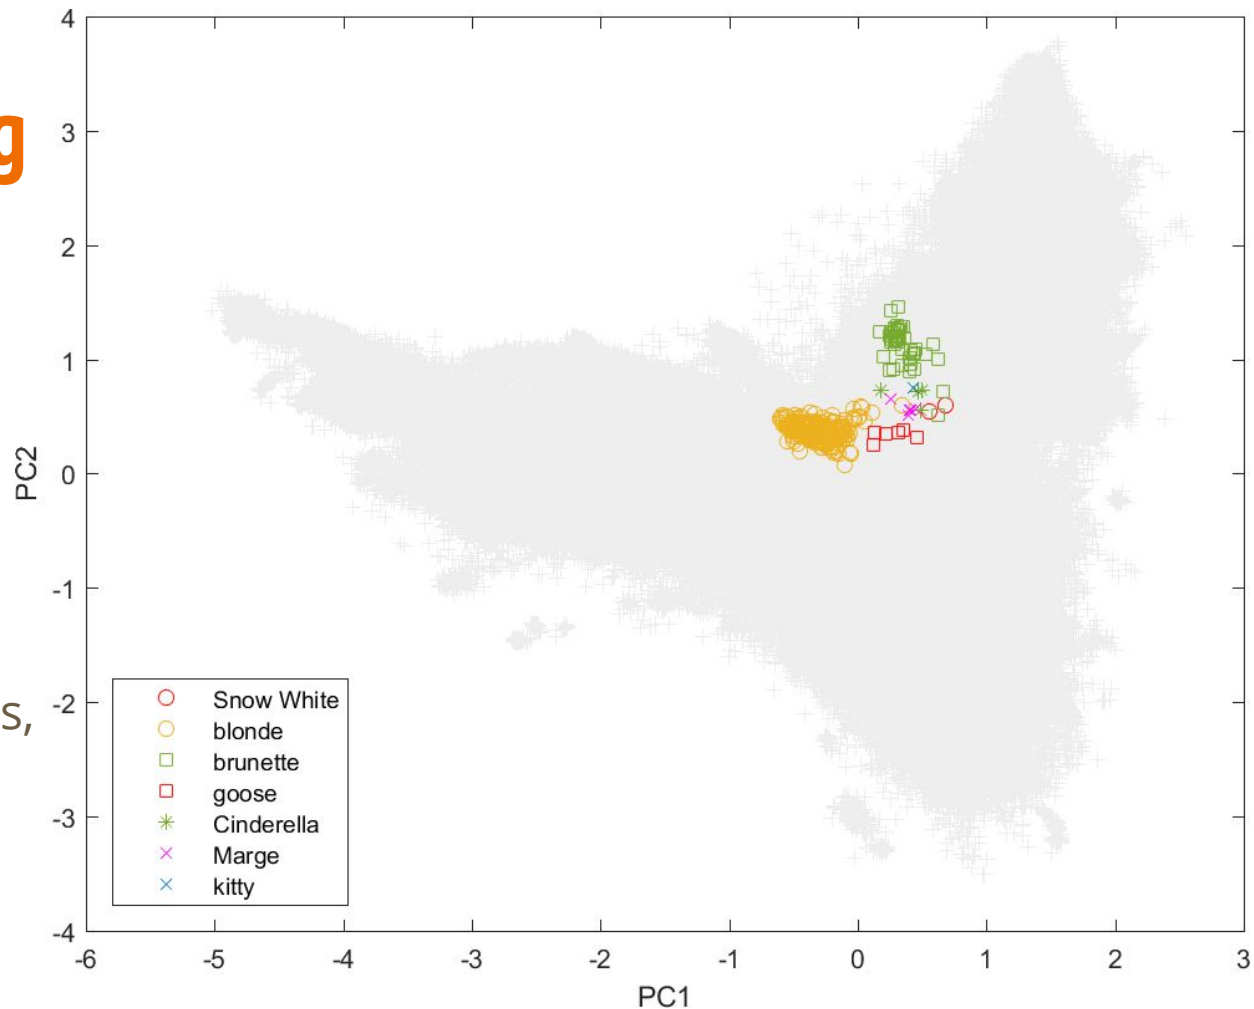 g
s,
4
3
2
1
0
-1
-2
-3
-4
PC2
Snow White
blonde
brunette
goose
Cinderella
Marge
kitty
-6 -5 -4 -3 -2 -1 0 1 2 3
PC1